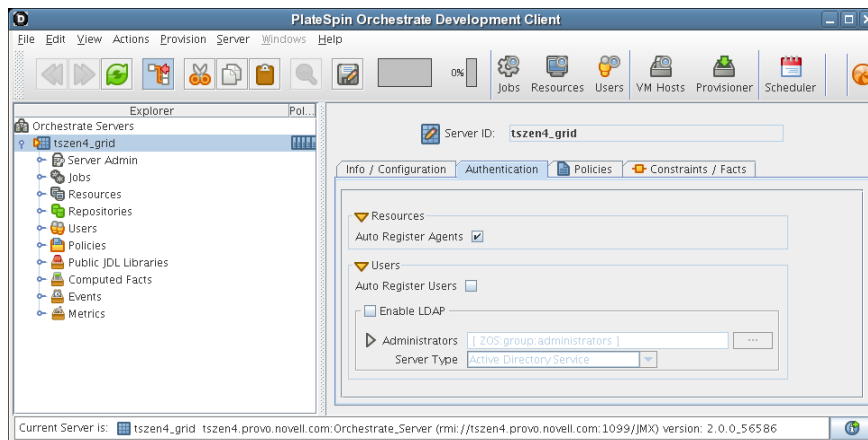 PlateSpin Orchestrate Development Client
File Edit View Actions Provision Server Windows Help
0%
Jobs Resources Users VM Hosts Provisioner Scheduler
Explorer Pol...
Orchestrate Servers
tszen4_grid
Server Admin
Jobs
Resources
Repositories
Users
Policies
Public JDL Libraries
Computed Facts
Events
Metrics
Server ID: tszen4_grid
Info / Configuration Authentication Policies Constraints / Facts
Resources
Auto Register Agents
Users
Auto Register Users
Enable LDAP
Administrators [ ZOS:group:administrators ] ...
Server Type Active Directory Service
Current Server is: tszen4_grid tszen4.provo.novell.com:Orchestrate_Server (rmi://tszen4.provo.novell.com:1099/JMX) version: 2.0.0_56586